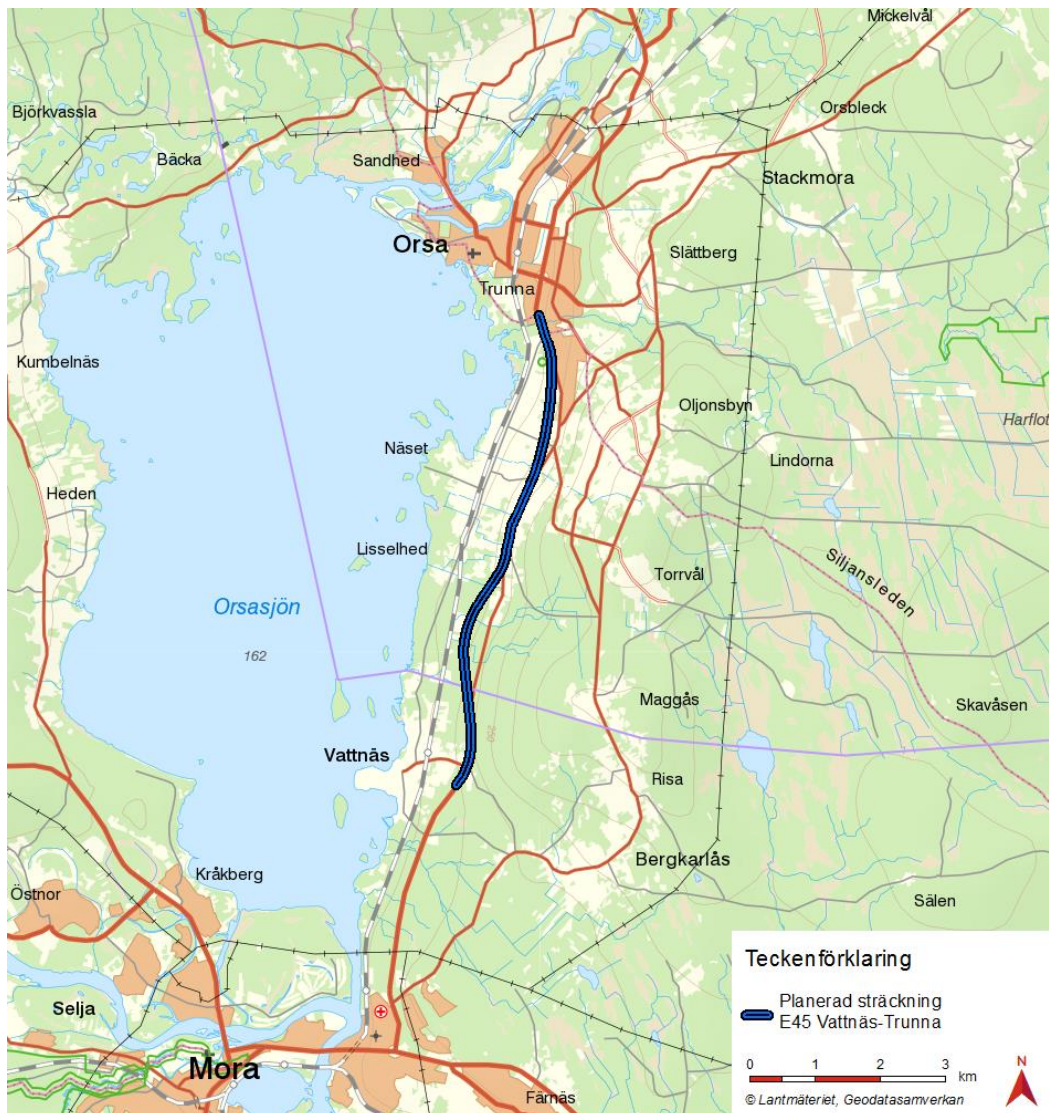 Mickelvål
Björkvassla
Orsbleck
Bäcka
Sandhed
Stackmora
Orsa
Slättberg
Trunna
Kumbelnäs
Oljonsbyn
Harflot
Näset
Lindorna
Heden
Lisselhed
Torrvål
Siljansleden
Orsasjön
162
Maggås
Skavåsen
250
Vattnäs
Risa
Bergkarlås
Kråkberg
Östnor
Sälen
Selja
Mora
Färnäs
Teckenförklaring
Planerad sträckning
E45 Vattnäs-Trunna
0 1 2 3 km
N
© Lantmäteriet, Geodatasamverkan